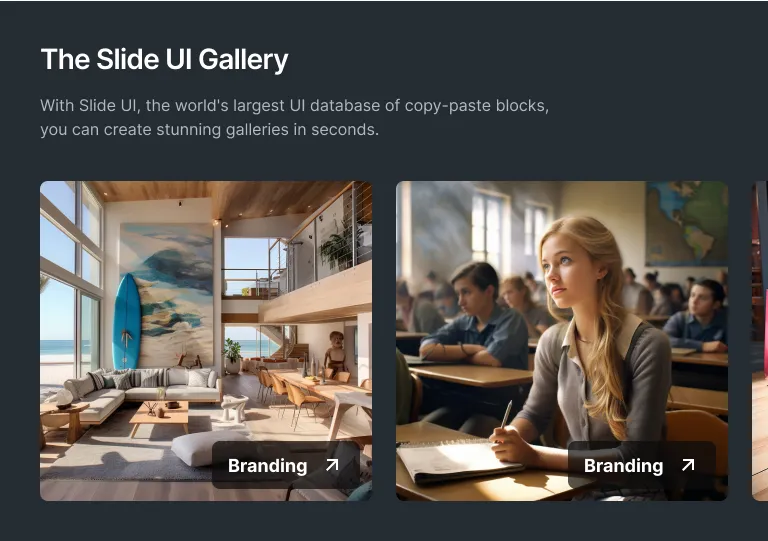 The Slide UI Gallery
With Slide UI, the world's largest UI database of copy-paste blocks,
you can create stunning galleries in seconds.
Branding
Branding